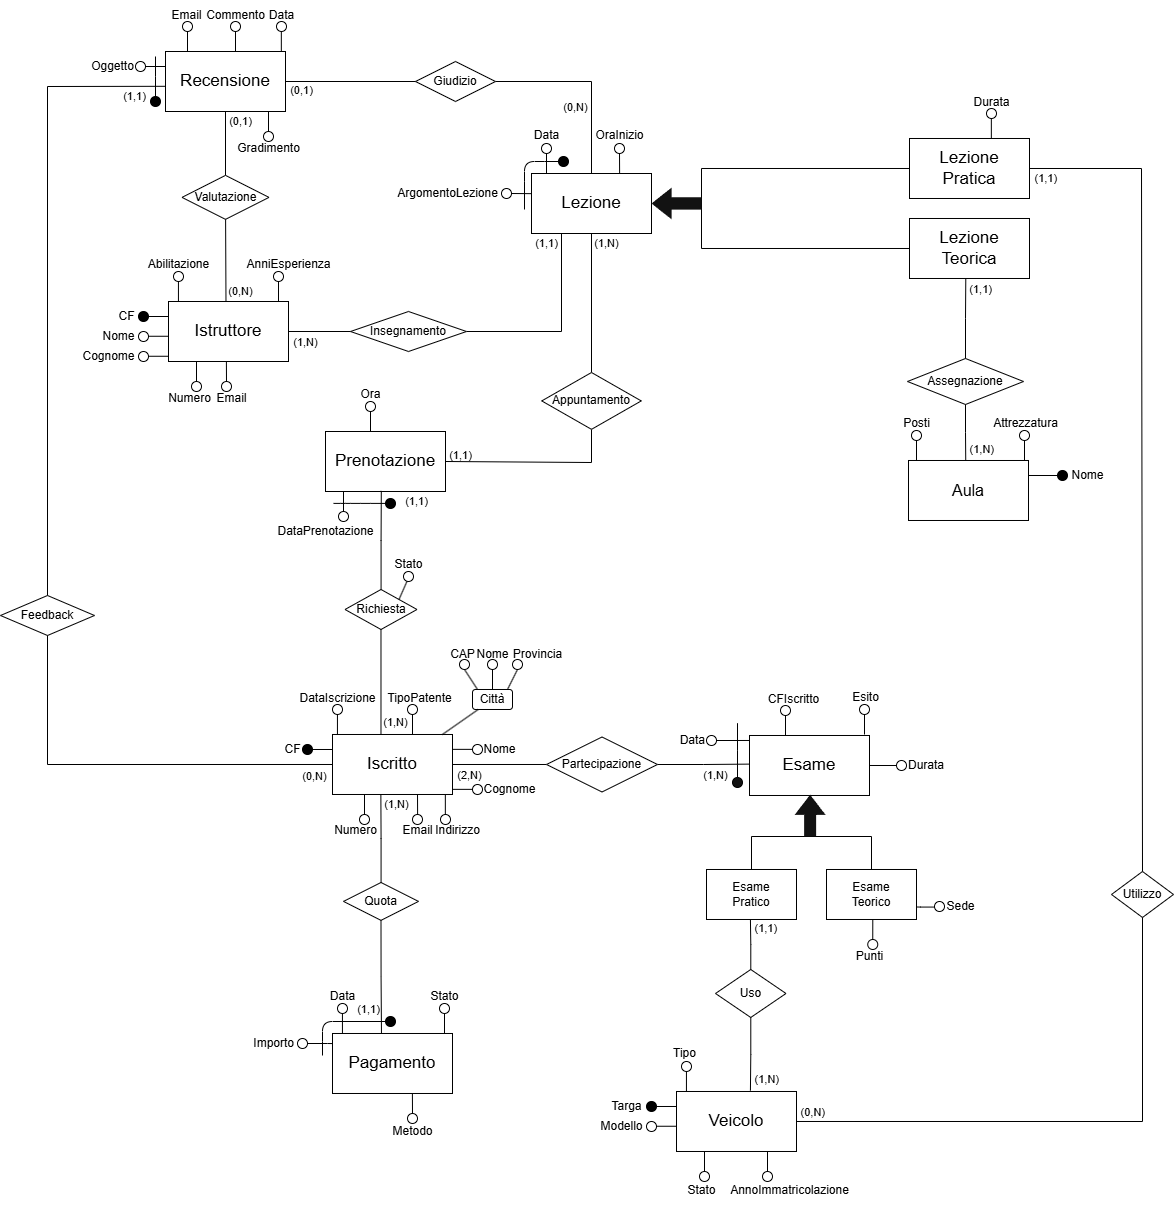 Email Commento Data
Oggetto
Recensione
(1,1)
(0,1)
(0,1)
Gradimento
Giudizio
(0,N)
Valutazione
Data
OraInizio
ArgomentoLezione
Lezione
(1,1)
(1,N)
Durata
Lezione
Pratica
(1,1)
Lezione
Teorica
(1,1)
Abilitazione
AnniEsperienza
(0,N)
CF
Nome
Cognome
Istruttore
(1,N)
Numero Email
Insegnamento
Assegnazione
Ora
Appuntamento
Prenotazione
(1,1)
(1,1)
DataPrenotazione
Posti
Attrezzatura
(1,N)
Aula
Nome
Stato
Richiesta
Feedback
CAP Nome Provincia
Città
DataIscrizione
TipoPatente
(1,N)
CF
Iscritto
Nome
Cognome
(0,N)
(2,N)
(1,N)
Numero
Email Indirizzo
Partecipazione
CFIscritto
Esito
Data
Esame
Durata
(1,N)
Esame
Pratico
Esame
Teorico
Sede
Punti
(1,1)
Quota
Utilizzo
Uso
Data
Stato
(1,1)
Importo
Pagamento
Metodo
Tipo
(1,N)
Targa
Modello
Veicolo
(0,N)
Stato
AnnoImmatricolazione